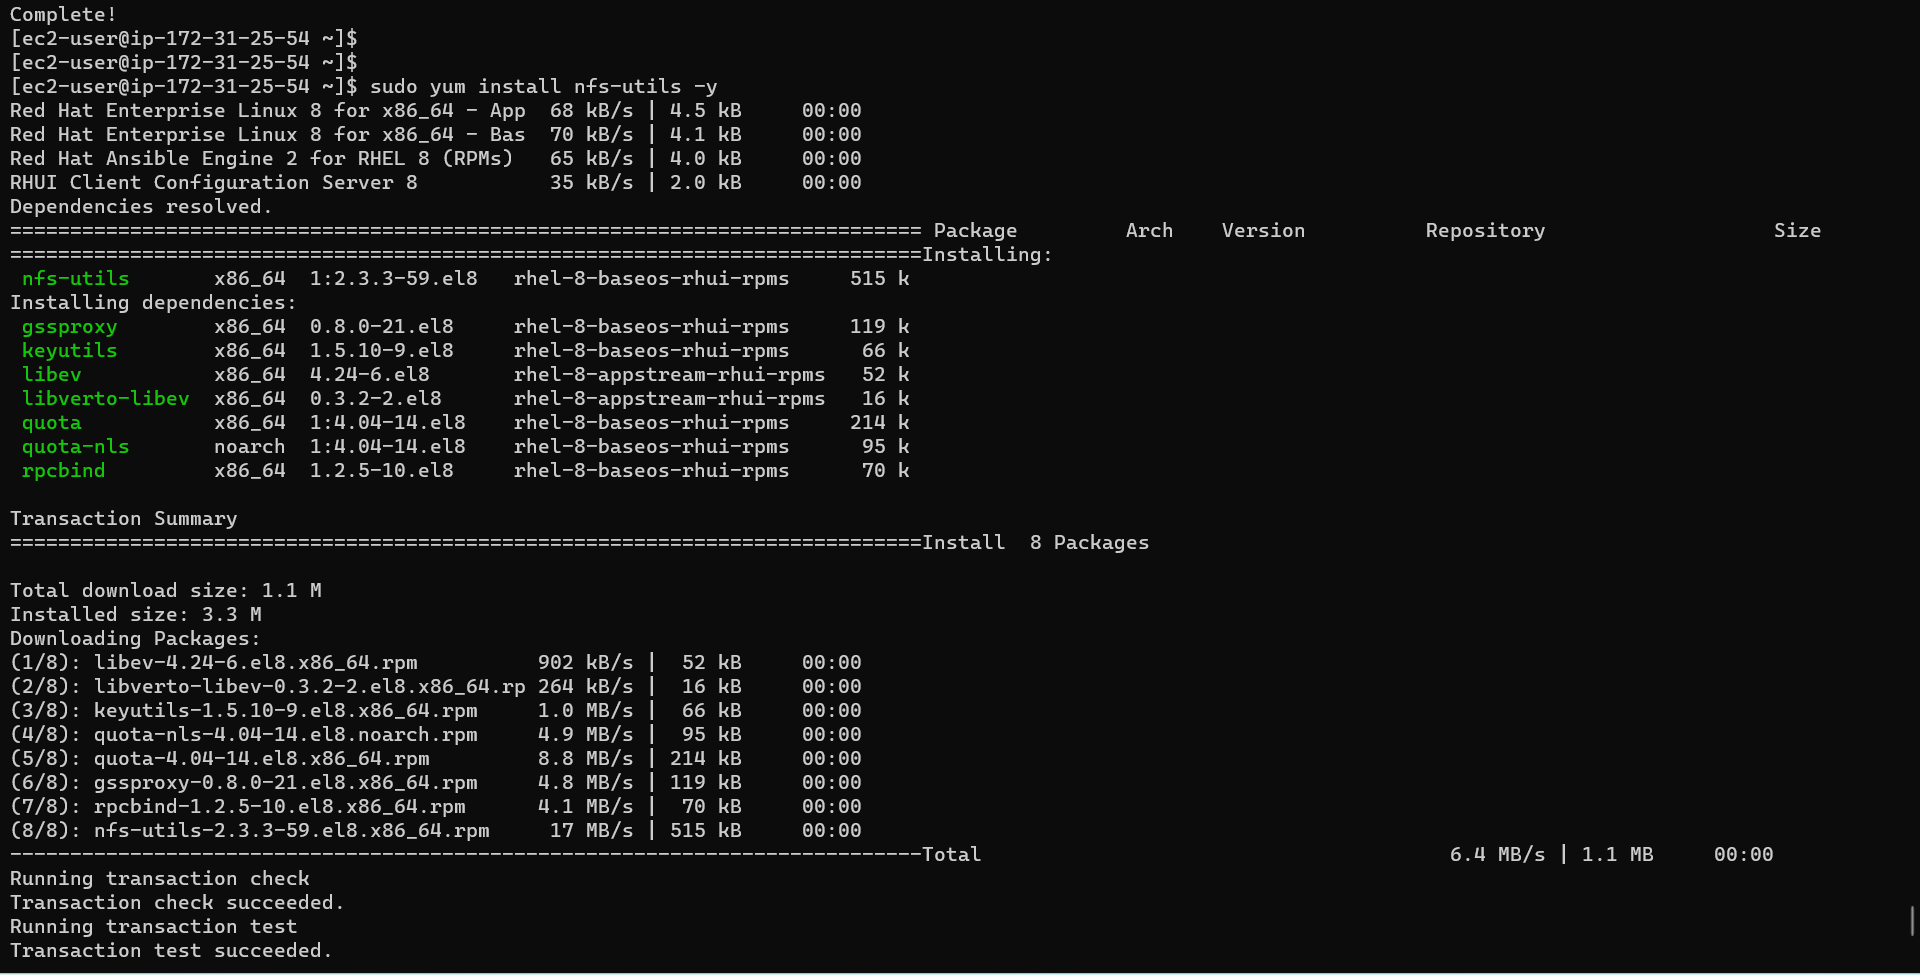 Complete!
[ec2-user@ip-172-31-25-54 ~]$
[ec2-user@ip-172-31-25-54 ~]$
[ec2-user@ip-172-31-25-54 ~]$ sudo yum install nfs-utils -y
Red Hat Enterprise Linux 8 for x86_64 - App  68 kB/s | 4.5 kB     00:00
Red Hat Enterprise Linux 8 for x86_64 - Bas  70 kB/s | 4.1 kB     00:00
Red Hat Ansible Engine 2 for RHEL 8 (RPMs)   65 kB/s | 4.0 kB     00:00
RHUI Client Configuration Server 8           35 kB/s | 2.0 kB     00:00
Dependencies resolved.
============================================================================ Package         Arch    Version          Repository                   Size
============================================================================Installing:
 nfs-utils       x86_64  1:2.3.3-59.el8   rhel-8-baseos-rhui-rpms     515 k
Installing dependencies:
 gssproxy        x86_64  0.8.0-21.el8     rhel-8-baseos-rhui-rpms     119 k
 keyutils        x86_64  1.5.10-9.el8     rhel-8-baseos-rhui-rpms      66 k
 libev           x86_64  4.24-6.el8       rhel-8-appstream-rhui-rpms   52 k
 libverto-libev  x86_64  0.3.2-2.el8      rhel-8-appstream-rhui-rpms   16 k
 quota           x86_64  1:4.04-14.el8    rhel-8-baseos-rhui-rpms     214 k
 quota-nls       noarch  1:4.04-14.el8    rhel-8-baseos-rhui-rpms      95 k
 rpcbind         x86_64  1.2.5-10.el8     rhel-8-baseos-rhui-rpms      70 k
Transaction Summary
============================================================================Install  8 Packages
Total download size: 1.1 M
Installed size: 3.3 M
Downloading Packages:
(1/8): libev-4.24-6.el8.x86_64.rpm          902 kB/s |  52 kB     00:00
(2/8): libverto-libev-0.3.2-2.el8.x86_64.rp 264 kB/s |  16 kB     00:00
(3/8): keyutils-1.5.10-9.el8.x86_64.rpm     1.0 MB/s |  66 kB     00:00
(4/8): quota-nls-4.04-14.el8.noarch.rpm     4.9 MB/s |  95 kB     00:00
(5/8): quota-4.04-14.el8.x86_64.rpm         8.8 MB/s | 214 kB     00:00
(6/8): gssproxy-0.8.0-21.el8.x86_64.rpm     4.8 MB/s | 119 kB     00:00
(7/8): rpcbind-1.2.5-10.el8.x86_64.rpm      4.1 MB/s |  70 kB     00:00
(8/8): nfs-utils-2.3.3-59.el8.x86_64.rpm     17 MB/s | 515 kB     00:00
----------------------------------------------------------------------------Total                                       6.4 MB/s | 1.1 MB     00:00
Running transaction check
Transaction check succeeded.
Running transaction test
Transaction test succeeded.